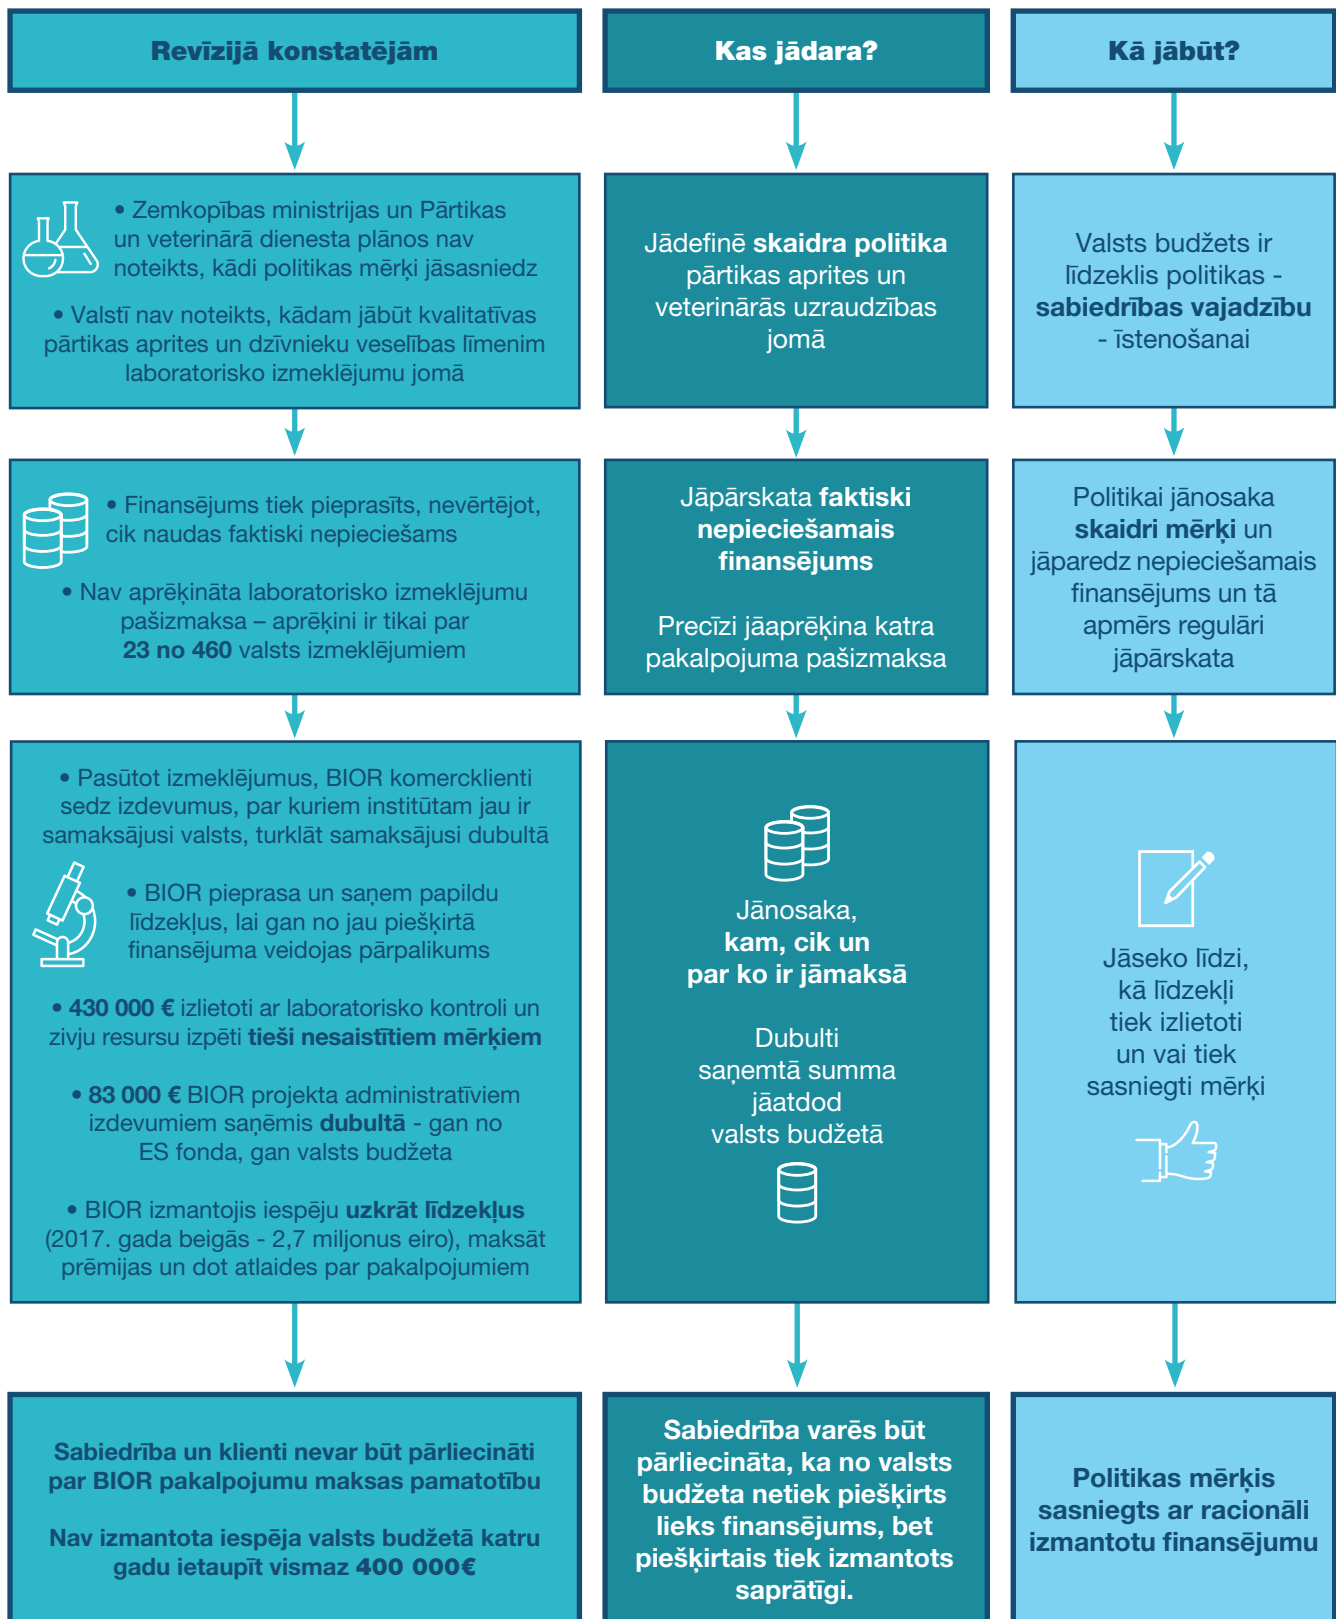 Revīzijā konstatējām
• Zemkopības ministrijas un Pārtikas
un veterinārā dienesta plānos nav
noteikts, kādi politikas mērķi jāsasniedz
• Valstī nav noteikts, kādam jābūt kvalitatīvas
pārtikas aprites un dzīvnieku veselības līmenim
laboratorisko izmeklējumu jomā
• Finansējums tiek pieprasīts, nevērtējot,
cik naudas faktiski nepieciešams
• Nav aprēķināta laboratorisko izmeklējumu
pašizmaksa – aprēķini ir tikai par
23 no 460 valsts izmeklējumiem
• Pasūtot izmeklējumus, BIOR komercklienti
sedz izdevumus, par kuriem institūtam jau ir
samaksājusi valsts, turklāt samaksājusi dubultā
• BIOR pieprasa un saņem papildu
līdzekļus, lai gan no jau piešķirtā
finansējuma veidojas pārpalikums
• 430 000 € izlietoti ar laboratorisko kontroli un
zivju resursu izpēti tieši nesaistītiem mērķiem
• 83 000 € BIOR projekta administratīviem
izdevumiem saņēmis dubultā - gan no
ES fonda, gan valsts budžeta
• BIOR izmantojis iespēju uzkrāt līdzekļus
(2017. gada beigās - 2,7 miljonus eiro), maksāt
prēmijas un dot atlaides par pakalpojumiem
Sabiedrība un klienti nevar būt pārliecināti
par BIOR pakalpojumu maksas pamatotību
Nav izmantota iespēja valsts budžetā katru
gadu ietaupīt vismaz 400 000€
Kas jādara?
Jādefinē skaidra politika
pārtikas aprites un
veterinārās uzraudzības
jomā
Jāpārskata faktiski
nepieciešamais
finansējums
Precīzi jāaprēķina katra
pakalpojuma pašizmaksa
Jānosaka,
kam, cik un
par ko ir jāmaksā
Dubulti
saņemtā summa
jāatdod
valsts budžetā
Sabiedrība varēs būt
pārliecināta, ka no valsts
budžeta netiek piešķirts
lieks finansējums, bet
piešķirtais tiek izmantots
saprātīgi.
Kā jābūt?
Valsts budžets ir
līdzeklis politikas -
sabiedrības vajadzību
- īstenošanai
Politikai jānosaka
skaidri mērķi un
jāparedz nepieciešamais
finansējums un tā
apmērs regulāri
jāpārskata
Jāseko līdzi,
kā līdzekļi
tiek izlietoti
un vai tiek
sasniegti mērķi
Politikas mērķis
sasniegts ar racionāli
izmantotu finansējumu